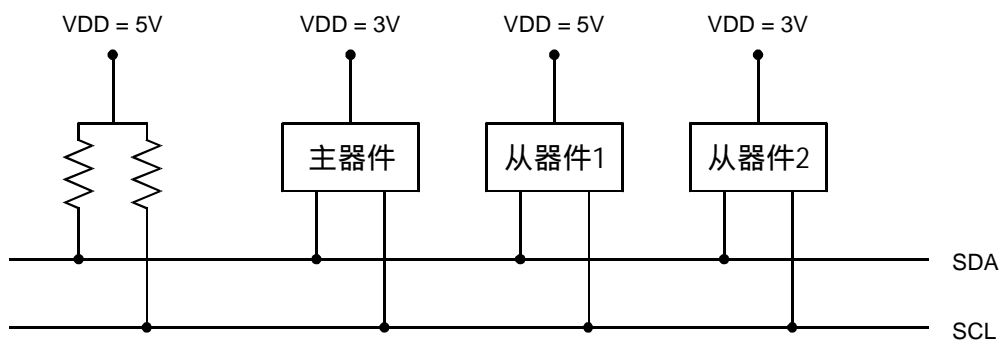 VDD = 5V
VDD = 3V
VDD = 5V
VDD = 3V
主器件
从器件1
从器件2
SDA
SCL